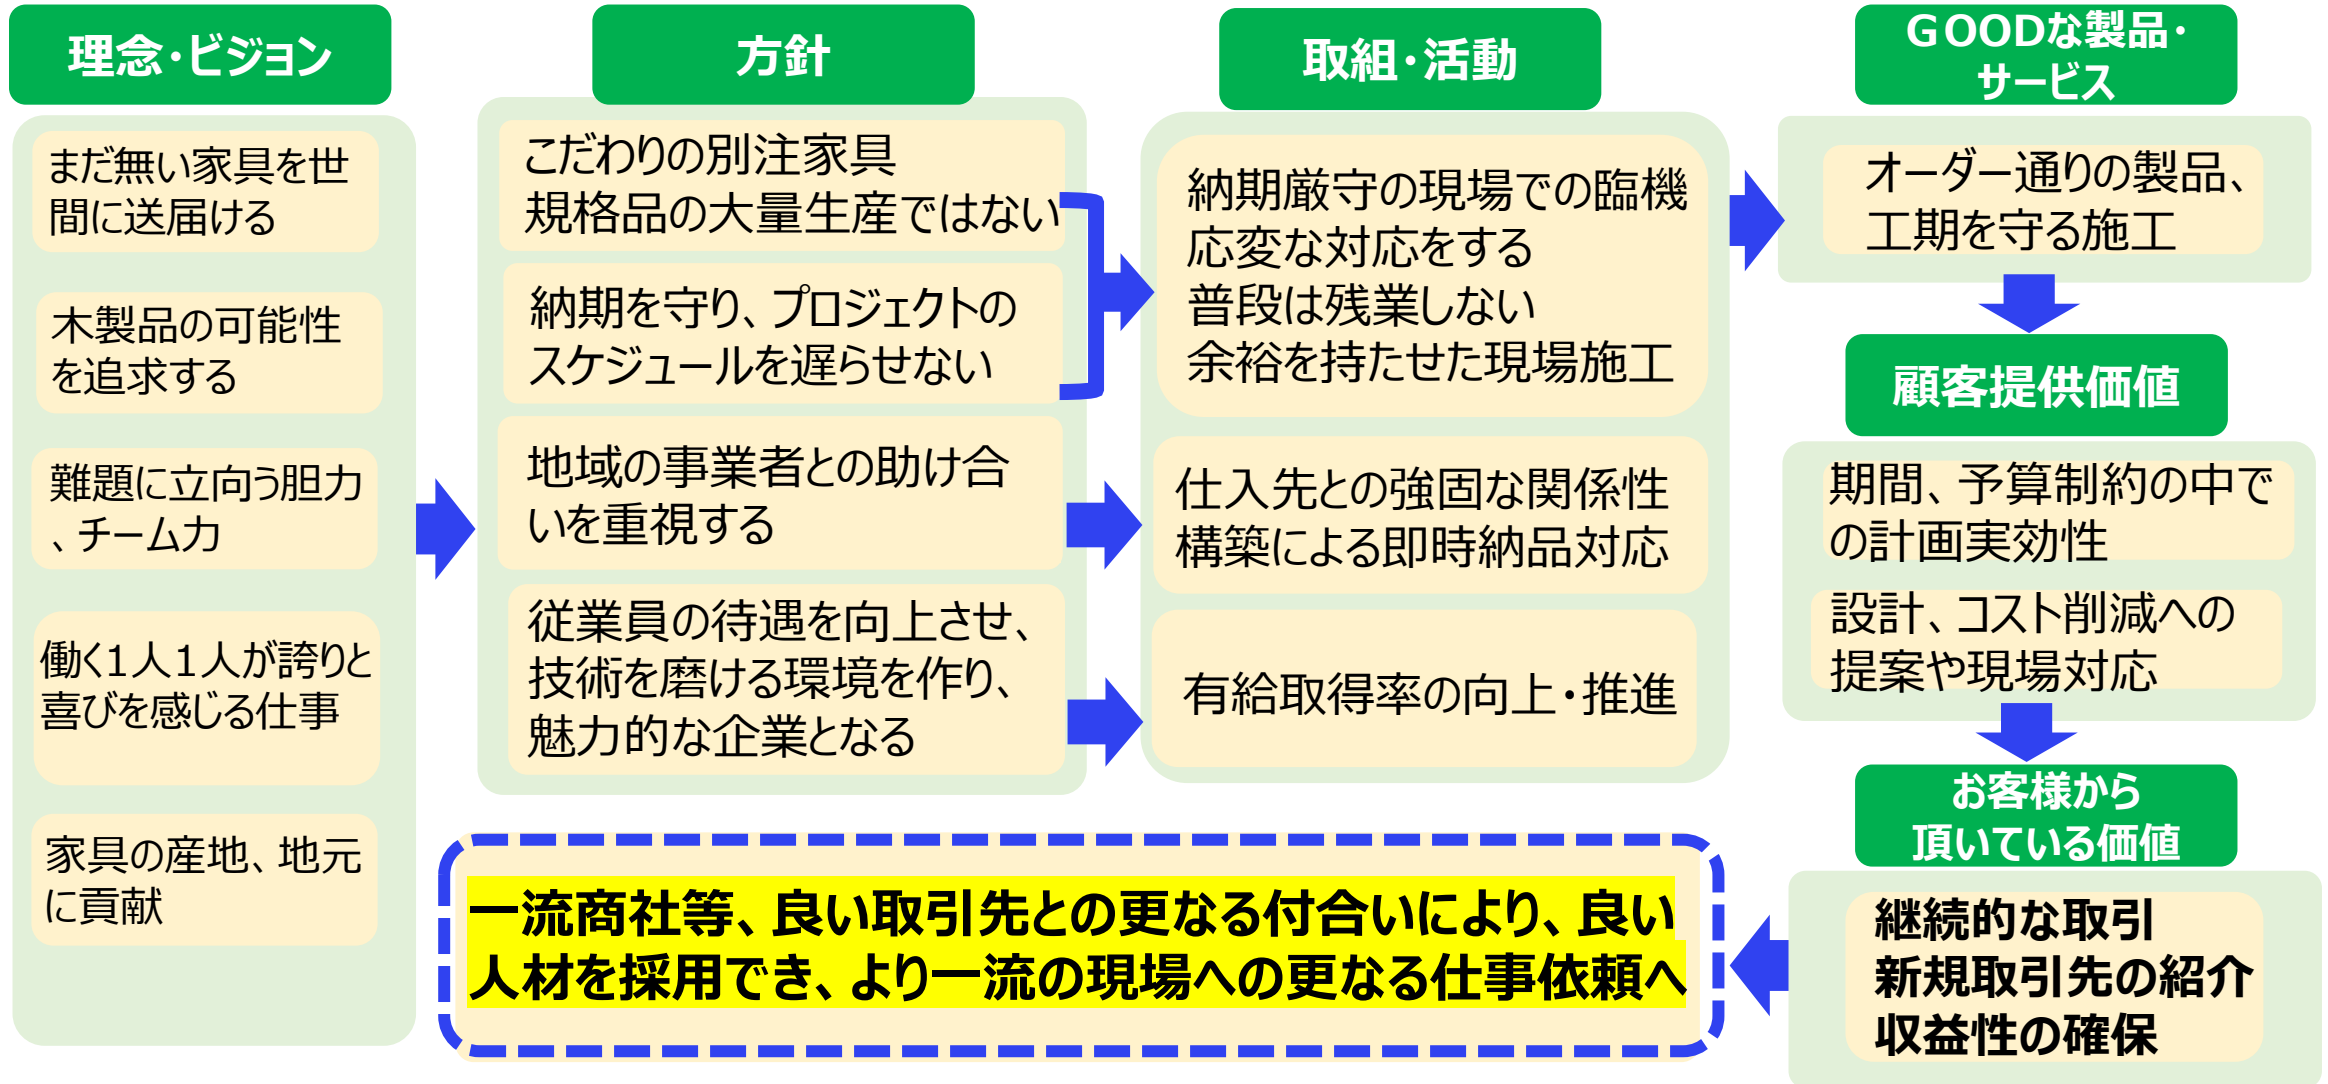 理念・ビジョン
まだ無い家具を世
間に送届ける
木製品の可能性
を追求する
難題に立向う胆力
、チーム力
働く1人1人が誇りと
喜びを感じる仕事
家具の産地、地元
に貢献
方針
こだわりの別注家具
規格品の大量生産ではない
納期を守り、プロジェクトの
スケジュールを遅らせない
地域の事業者との助け合
いを重視する
従業員の待遇を向上させ、
技術を磨ける環境を作り、
魅力的な企業となる
取組・活動
納期厳守の現場での臨機
応変な対応をする
普段は残業しない
余裕を持たせた現場施工
仕入先との強固な関係性
構築による即時納品対応
有給取得率の向上・推進
GOODな製品・
サービス
オーダー通りの製品、
工期を守る施工
顧客提供価値
期間、予算制約の中で
の計画実効性
設計、コスト削減への
提案や現場対応
お客様から
頂いている価値
継続的な取引
新規取引先の紹介
収益性の確保
一流商社等、良い取引先との更なる付合いにより、良い
人材を採用でき、より一流の現場への更なる仕事依頼へ